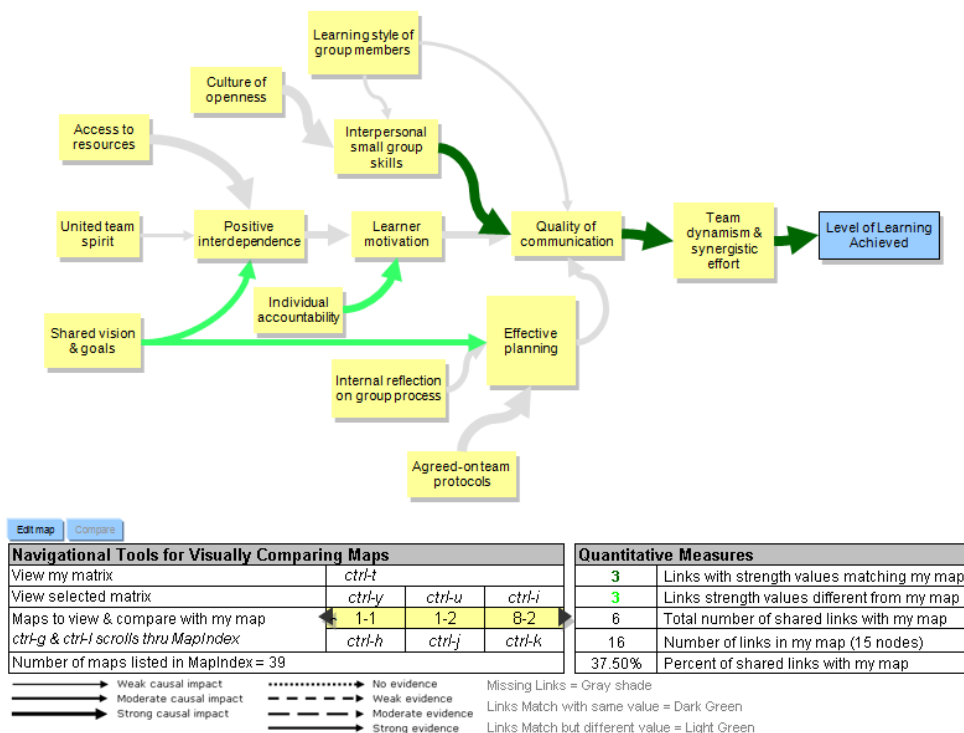 Learning style of
group members
Culture of
openness
Access to
resources
Interpersonal
small group
skills
United team
spirit
Positive
interdependence
Learner
motivation
Quality of
communication
Team
dynamism &
synergistic
effort
Level of Learning
Achieved
Individual
accountability
Shared vision
& goals
Effective
planning
Internal reflection
on group process
Agreed-on team
protocols
Edit map
Compare
Navigational Tools for Visually Comparing Maps
View my matrix ctrl-t
View selected matrix ctrl-y ctrl-u ctrl-i
Maps to view & compare with my map 1-1 1-2 8-2
ctrl-g & ctrl-l scrolls thru MapIndex ctrl-h ctrl-j ctrl-k
Number of maps listed in MapIndex = 39
Quantitative Measures
3 Links with strength values matching my map
3 Links strength values different from my map
6 Total number of shared links with my map
16 Number of links in my map (15 nodes)
37.50% Percent of shared links with my map
Weak causal impact
Moderate causal impact
Strong causal impact
No evidence
Weak evidence
Moderate evidence
Strong evidence
Missing Links = Gray shade
Links Match with same value = Dark Green
Links Match but different value = Light Green